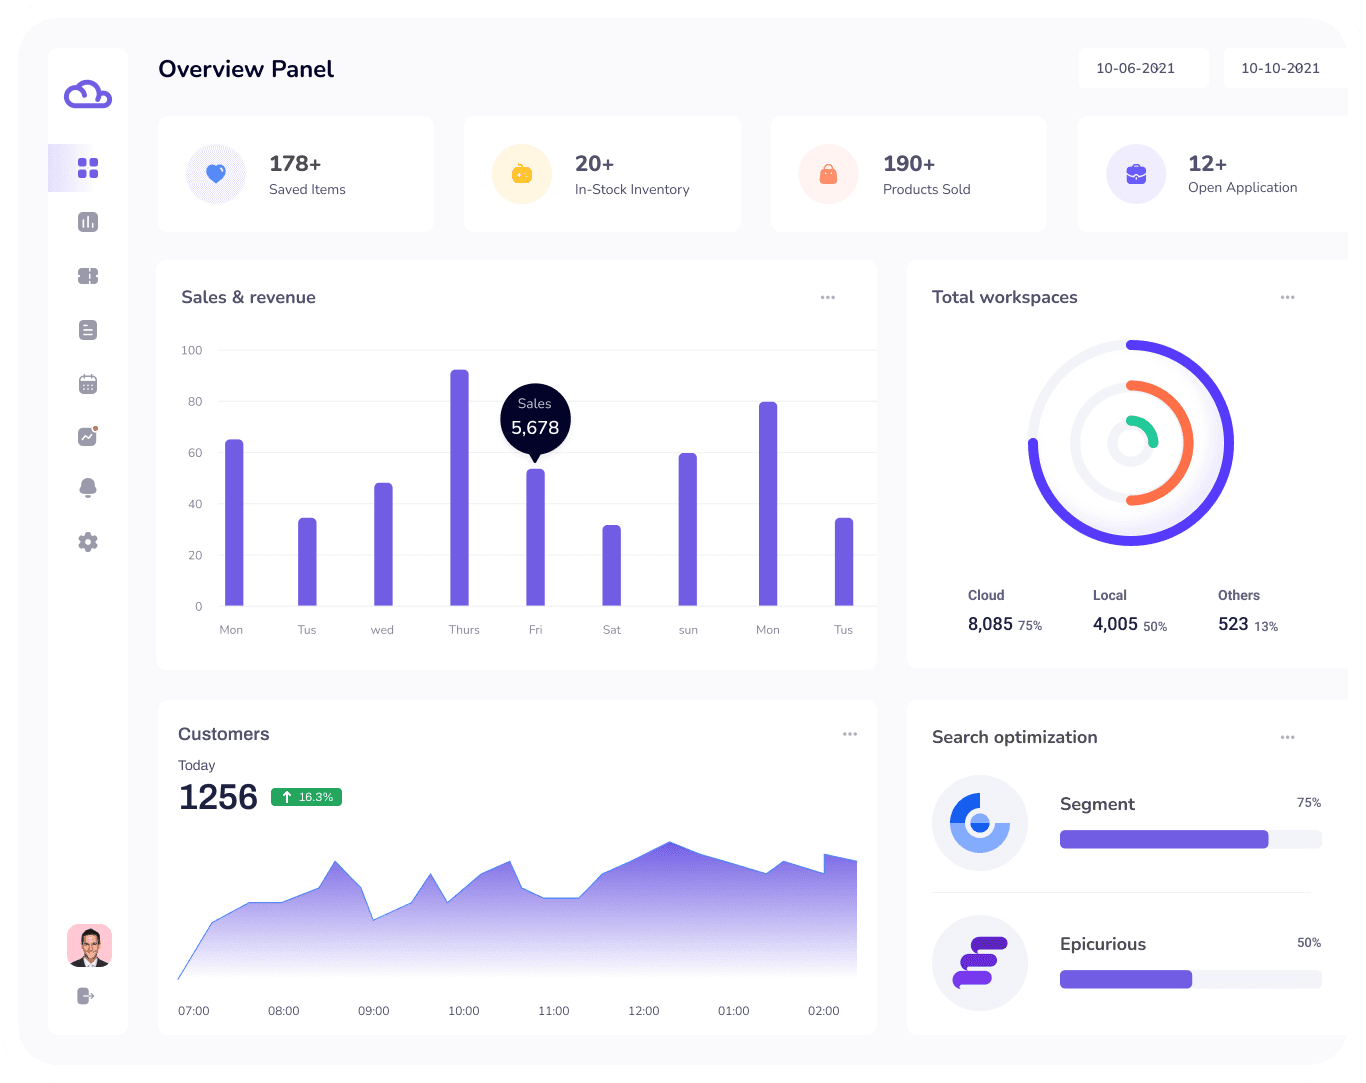 Overview Panel
10-06-2021
10-10-2021
178+
Saved Items
20+
In-Stock Inventory
190+
Products Sold
12+
Open Application
Sales & revenue
100
80
60
40
20
0
Sales
5,678
Mon Tus wed Thurs Fri Sat sun Mon Tus
Total workspaces
Cloud
8,085 75%
Local
4,005 50%
Others
523 13%
Customers
Today
1256 16.3%
07:00 08:00 09:00 10:00 11:00 12:00 01:00 02:00
Search optimization
Segment 75%
Epicurious 50%